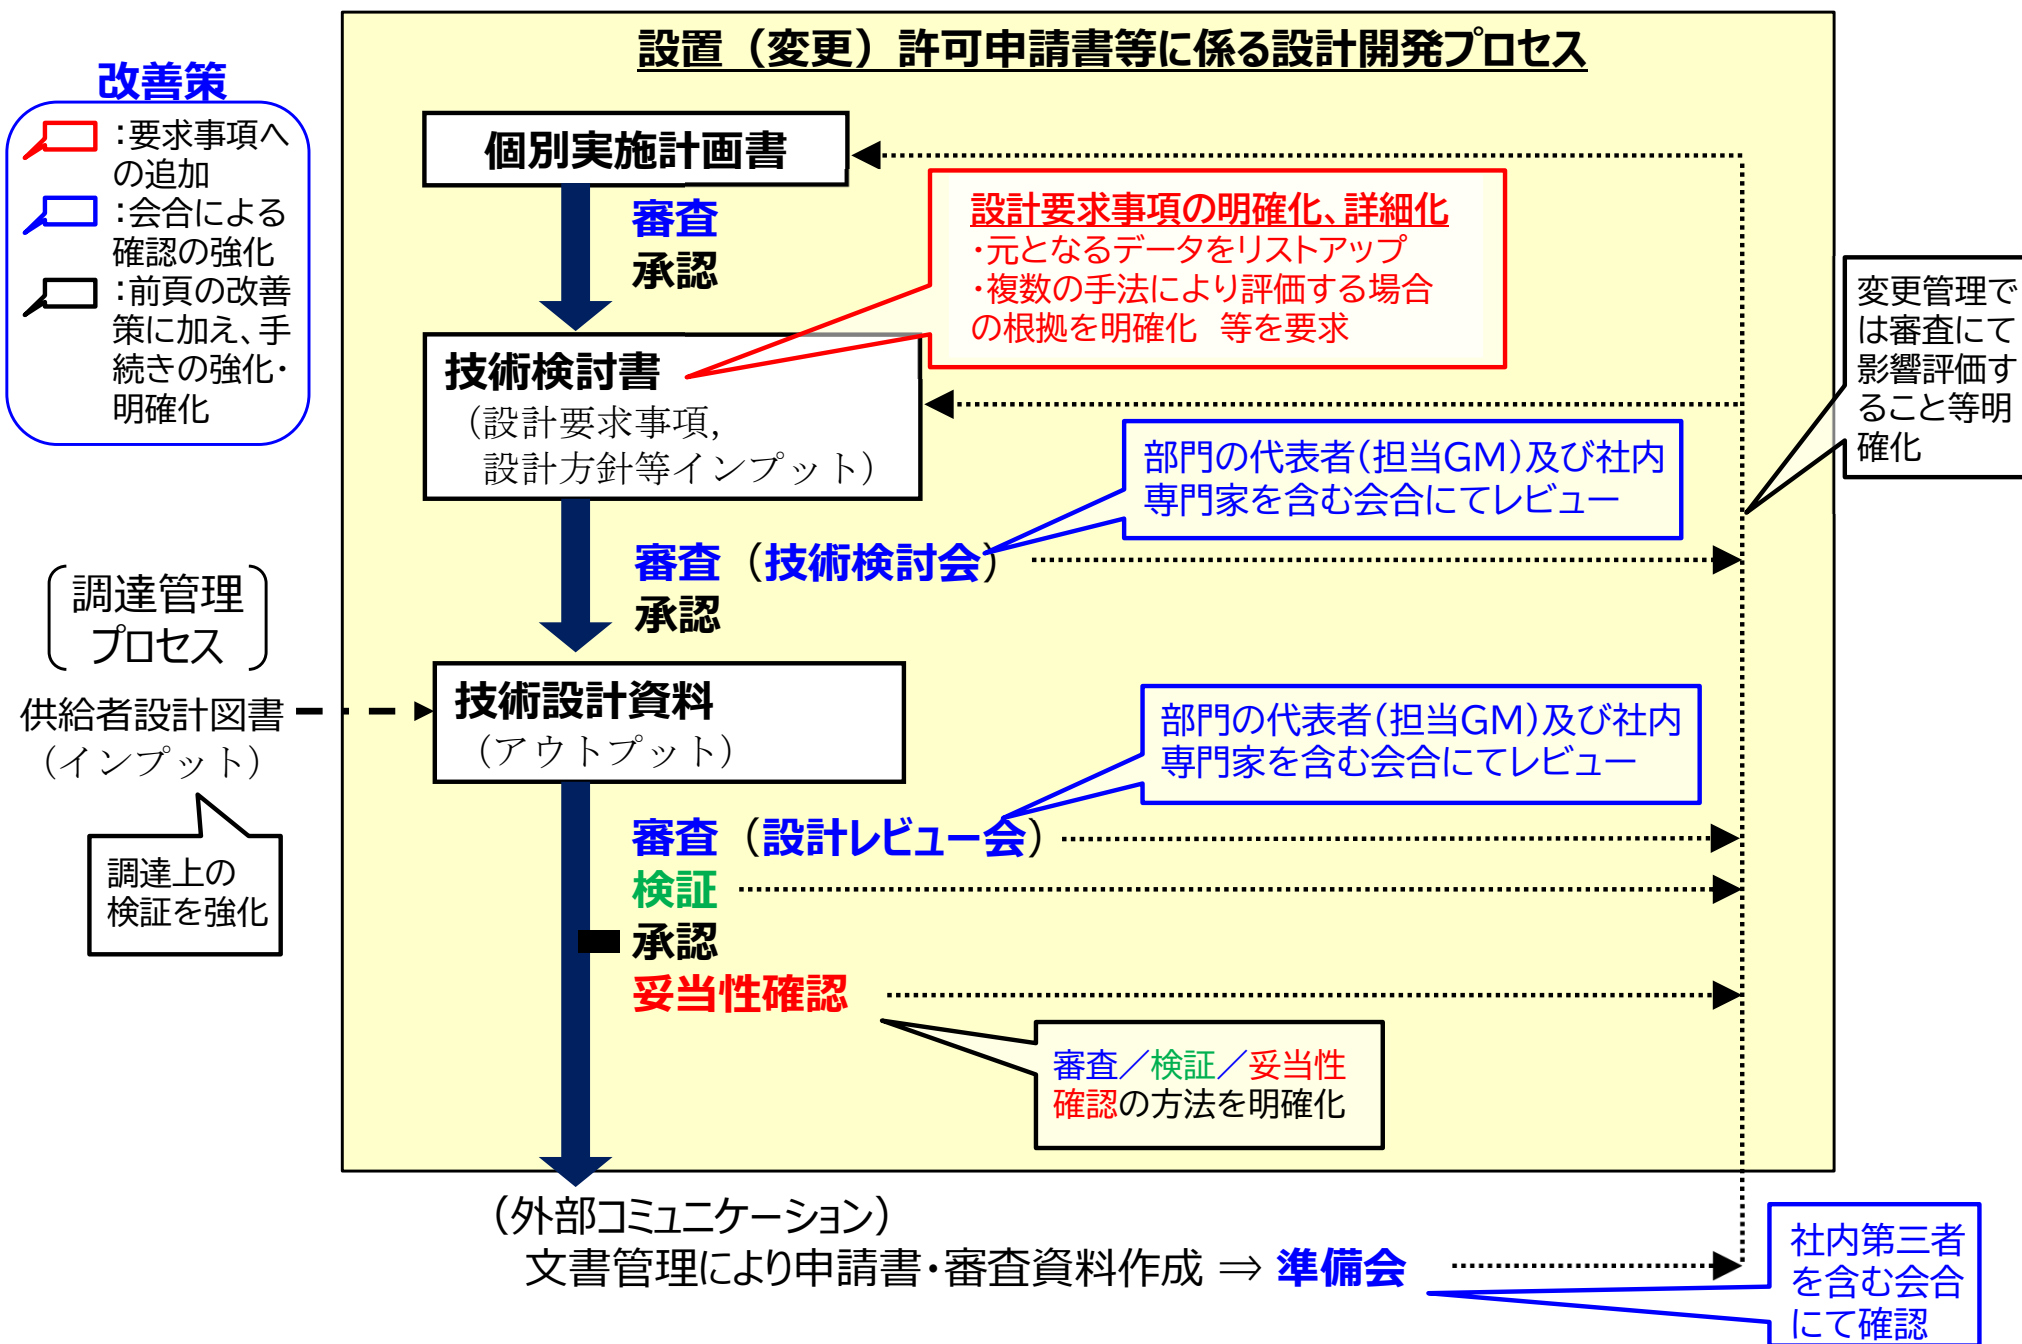 設置（変更）許可申請書等に係る設計開発プロセス
改善策
：要求事項へ
の追加
：会合による
確認の強化
：前頁の改善
策に加え、手
続きの強化・
明確化
個別実施計画書
審査
承認
設計要求事項の明確化、詳細化
・元となるデータをリストアップ
・複数の手法により評価する場合
の根拠を明確化　等を要求
変更管理で
は審査にて
影響評価す
ること等明
確化
技術検討書
（設計要求事項，
設計方針等インプット）
部門の代表者（担当GM）及び社内
専門家を含む会合にてレビュー
審査（技術検討会）
承認
調達管理
プロセス
供給者設計図書
（インプット）
調達上の
検証を強化
技術設計資料
（アウトプット）
部門の代表者（担当GM）及び社内
専門家を含む会合にてレビュー
審査（設計レビュー会）
検証
承認
妥当性確認
審査／検証／妥当性
確認の方法を明確化
（外部コミュニケーション）
文書管理により申請書・審査資料作成 ⇒ 準備会
社内第三者
を含む会合
にて確認